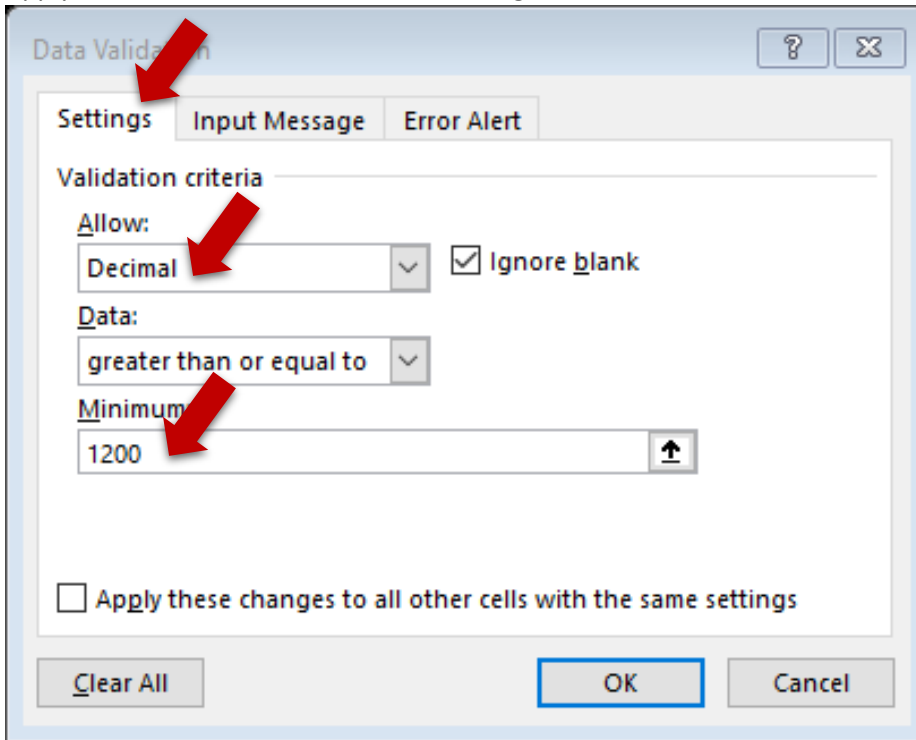 Data Valida n
Settings Input Message Error Alert
Validation criteria
Allow:
Decimal Ignore blank
Data:
greater than or equal to
Minimum
1200
Apply these changes to all other cells with the same settings
Clear All OK Cancel